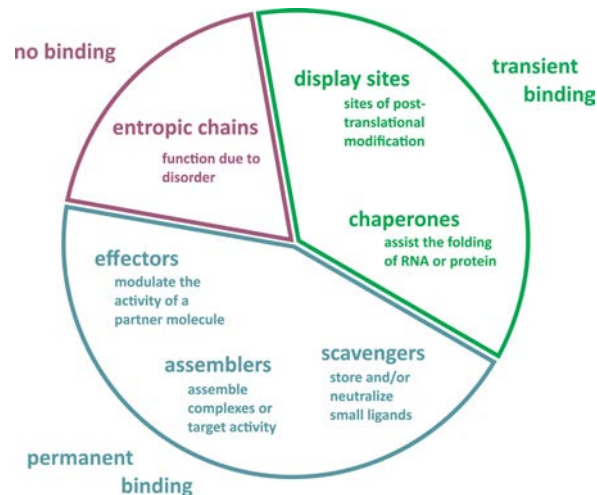 no binding
entropic chains
function due to
disorder
display sites
sites of post-
translational
modification
transient
binding
chaperones
assist the folding
of RNA or protein
effectors
modulate the
activity of a
partner molecule
assemblers
assemble
complexes or
target activity
scavengers
store and/or
neutralize
small ligands
permanent
binding